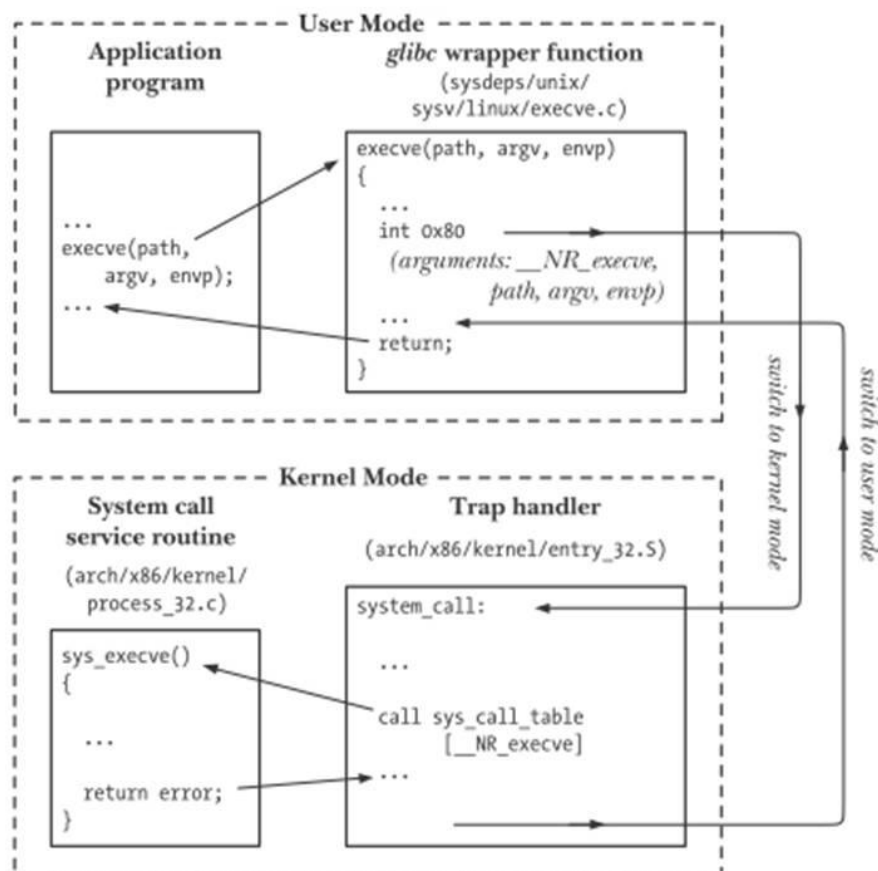 User Mode
Application
program
glibc wrapper function
(sysdeps/unix/
sysv/linux/execve.c)
...
execve(path,
argv, envp);
...
execve(path, argv, envp)
{
...
int 0x80
(arguments: __NR_execve,
path, argv, envp)
...
return;
}
switch to kernel mode
switch to user mode
Kernel Mode
System call
service routine
(arch/x86/kernel/
process_32.c)
Trap handler
(arch/x86/kernel/entry_32.S)
sys_execve()
{
...
return error;
}
system_call:
...
call sys_call_table
[__NR_execve]
...